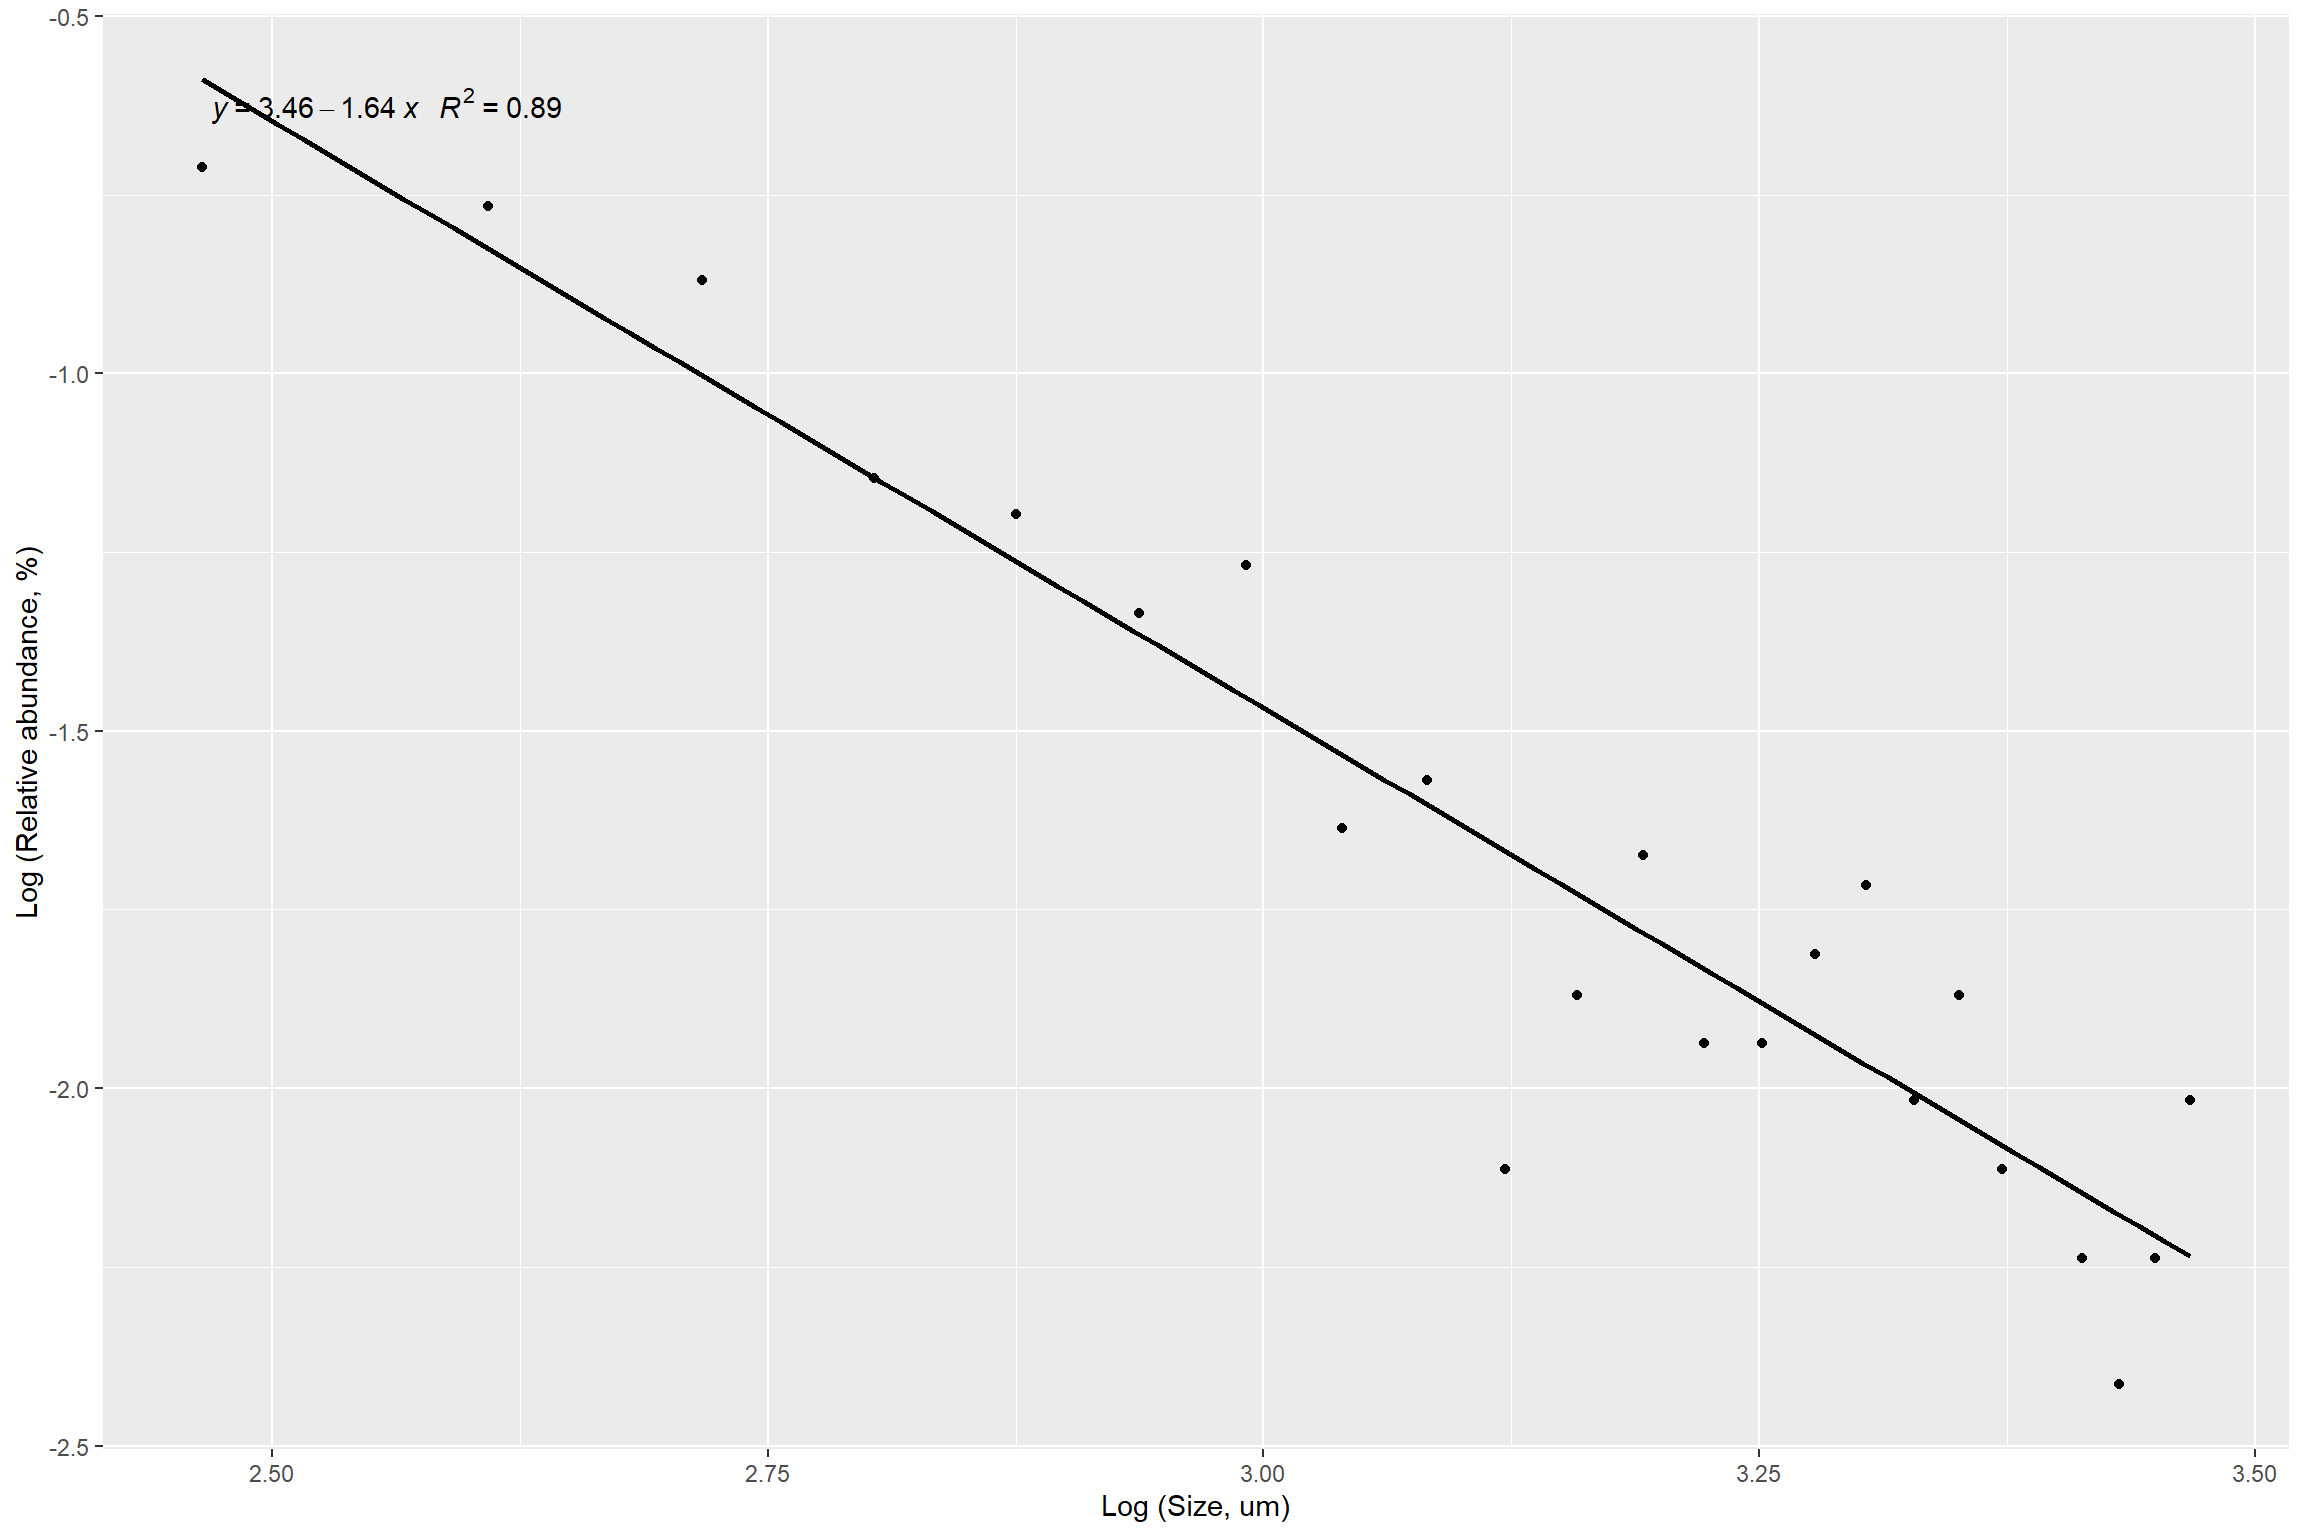 -0.5
y = 3.46 − 1.64 x R² = 0.89
-1.0
-1.5
-2.0
-2.5
Log (Relative abundance, %)
2.50 2.75 3.00 3.25 3.50
Log (Size, um)